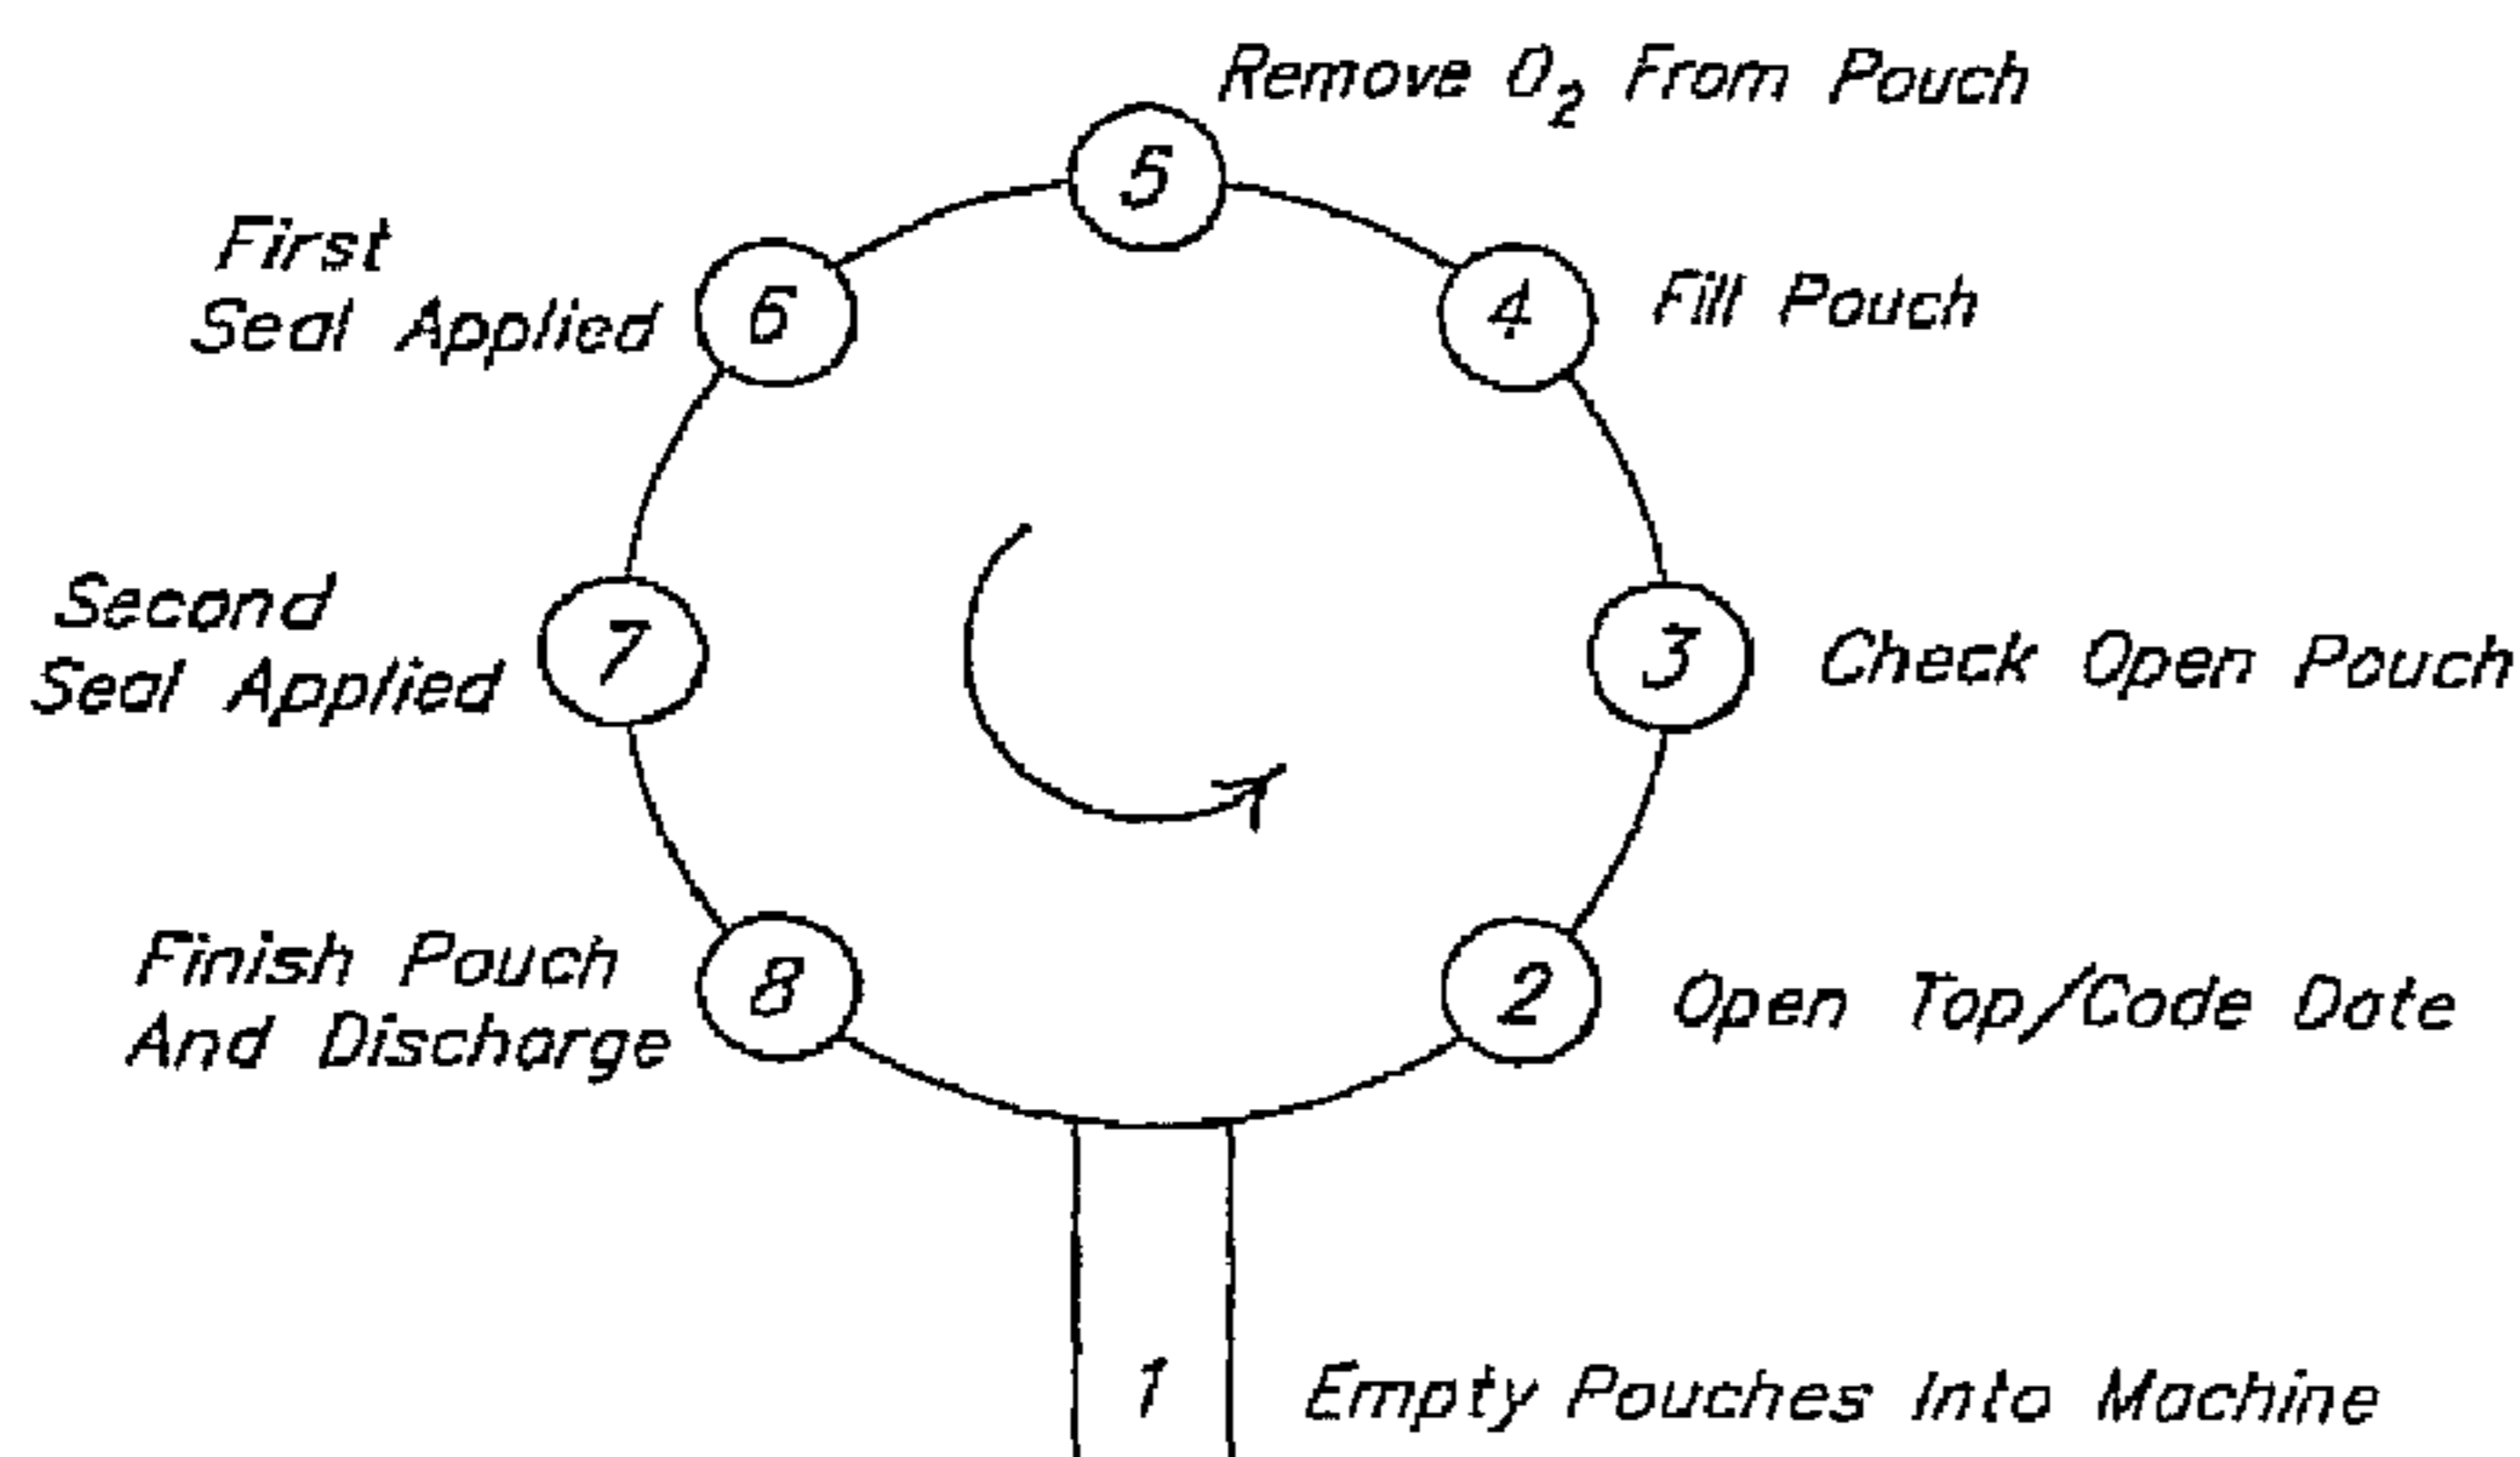 Remove O₂ From Pouch
5
First
Seal Applied
6
4
Fill Pouch
Second
Seal Applied
7
3
Check Open Pouch
Finish Pouch
And Discharge
8
2
Open Top/Code Date
1
Empty Pouches Into Machine